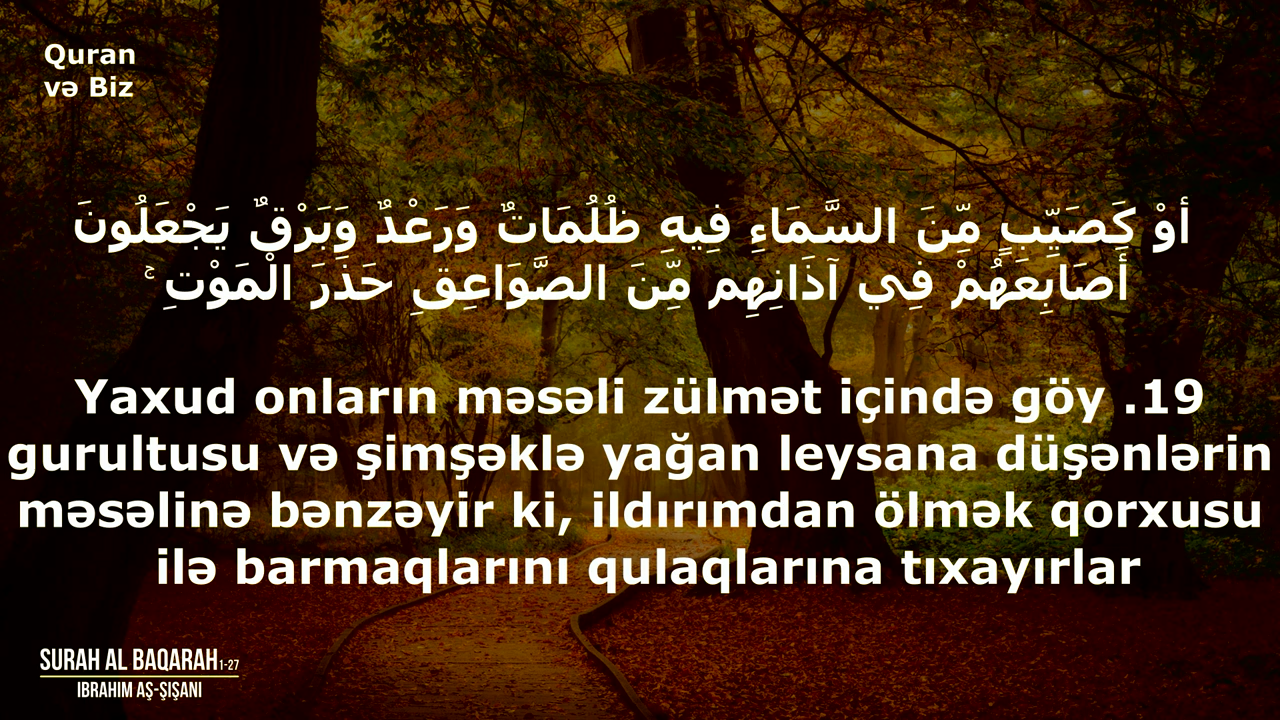 Quran
və Biz
أوْ كَصَيِّبٍ مِّنَ السَّمَاءِ فِيهِ ظُلُمَاتٌ وَرَعْدٌ وَبَرْقٌ يَجْعَلُونَ
أَصَابِعَهُمْ فِي آذَانِهِم مِّنَ الصَّوَاعِقِ حَذَرَ الْمَوْتِ ۚ
Yaxud onların məsəli zülmət içində göy .19
gurultusu və şimşəklə yağan leysana düşənlərin
məsəlinə bənzəyir ki, ildırımdan ölmək qorxusu
ilə barmaqlarını qulaqlarına tıxayırlar
SURAH AL BAQARAH 1-27
IBRAHIM AŞ-ŞIŞANI